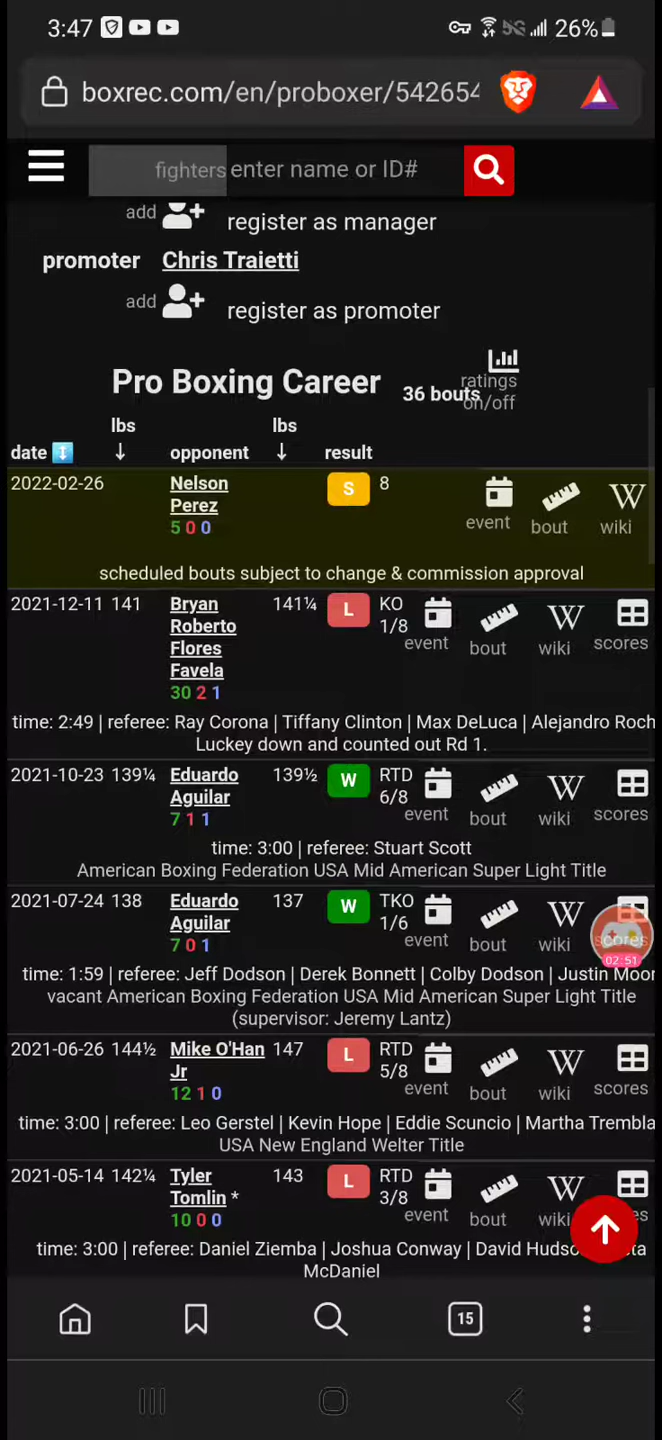 3:47 5G 26%
boxrec.com/en/proboxer/542654
fighters enter name or ID#
add register as manager
promoter Chris Traietti
add register as promoter
Pro Boxing Career 36 bouts ratings on/off
lbs lbs
date ↕ ↓ opponent ↓ result
2022-02-26 Nelson Perez S 8
5 0 0 event bout wiki
scheduled bouts subject to change & commission approval
2021-12-11 141 Bryan Roberto Flores Favela 141¼ L KO 1/8
30 2 1 event bout wiki scores
time: 2:49 | referee: Ray Corona | Tiffany Clinton | Max DeLuca | Alejandro Roch
Luckey down and counted out Rd 1.
2021-10-23 139¼ Eduardo Aguilar 139½ W RTD 6/8
7 1 1 event bout wiki scores
time: 3:00 | referee: Stuart Scott
American Boxing Federation USA Mid American Super Light Title
2021-07-24 138 Eduardo Aguilar 137 W TKO 1/6
7 0 1 event bout wiki scores
02:51
time: 1:59 | referee: Jeff Dodson | Derek Bonnett | Colby Dodson | Justin Moor
vacant American Boxing Federation USA Mid American Super Light Title
(supervisor: Jeremy Lantz)
2021-06-26 144½ Mike O'Han Jr 147 L RTD 5/8
12 1 0 event bout wiki scores
time: 3:00 | referee: Leo Gerstel | Kevin Hope | Eddie Scuncio | Martha Trembla
USA New England Welter Title
2021-05-14 142¼ Tyler Tomlin * 143 L RTD 3/8
10 0 0 event bout wiki
time: 3:00 | referee: Daniel Ziemba | Joshua Conway | David Hudso
McDaniel
15